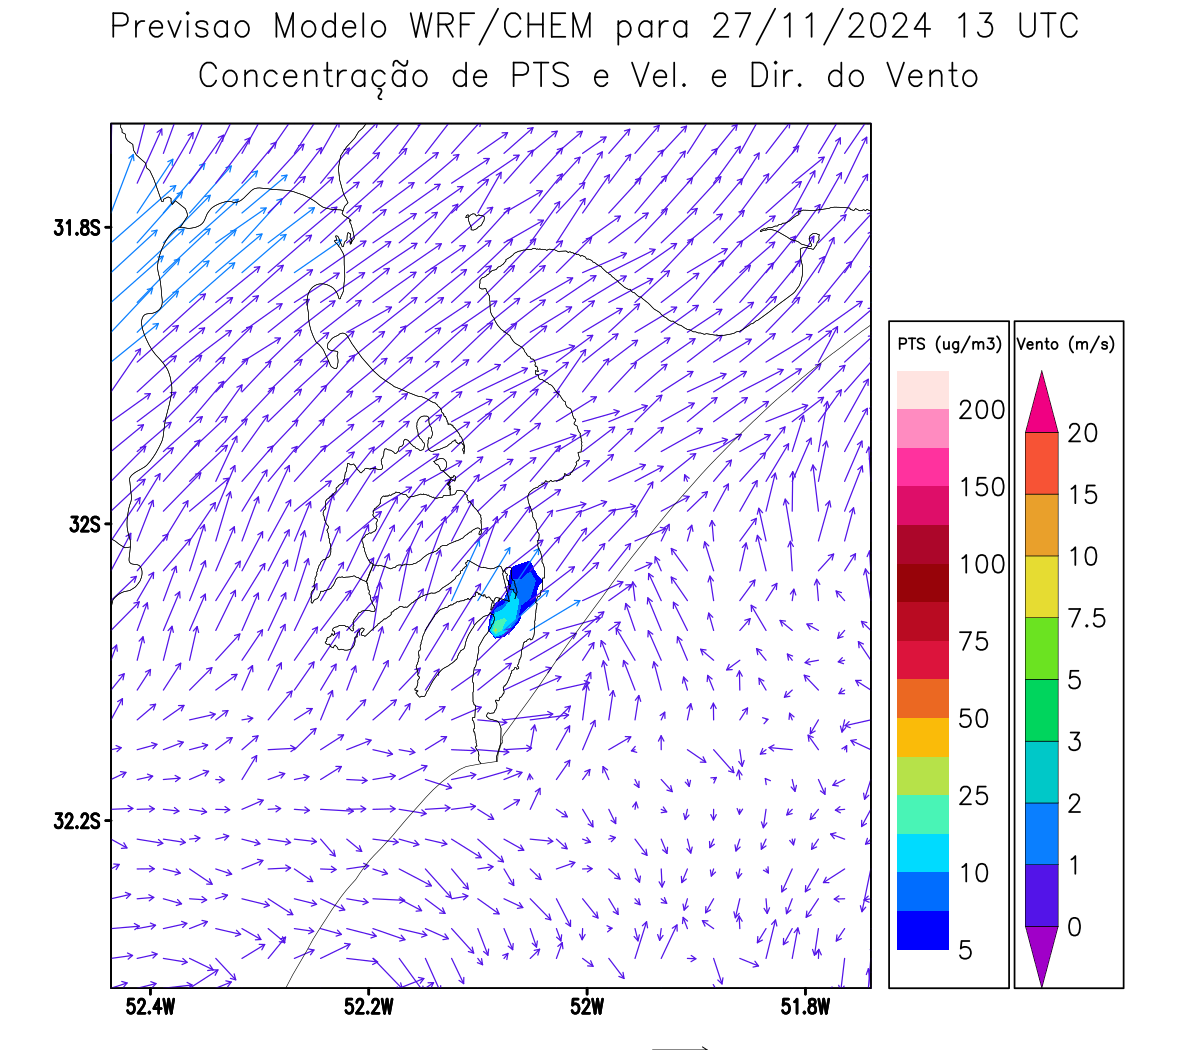 Previsao Modelo WRF/CHEM para 27/11/2024 13 UTC
Concentração de PTS e Vel. e Dir. do Vento
31.8S
32S
32.2S
52.4W
52.2W
52W
51.8W
PTS (ug/m3)
200
150
100
75
50
25
10
5
Vento (m/s)
20
15
10
7.5
5
3
2
1
0